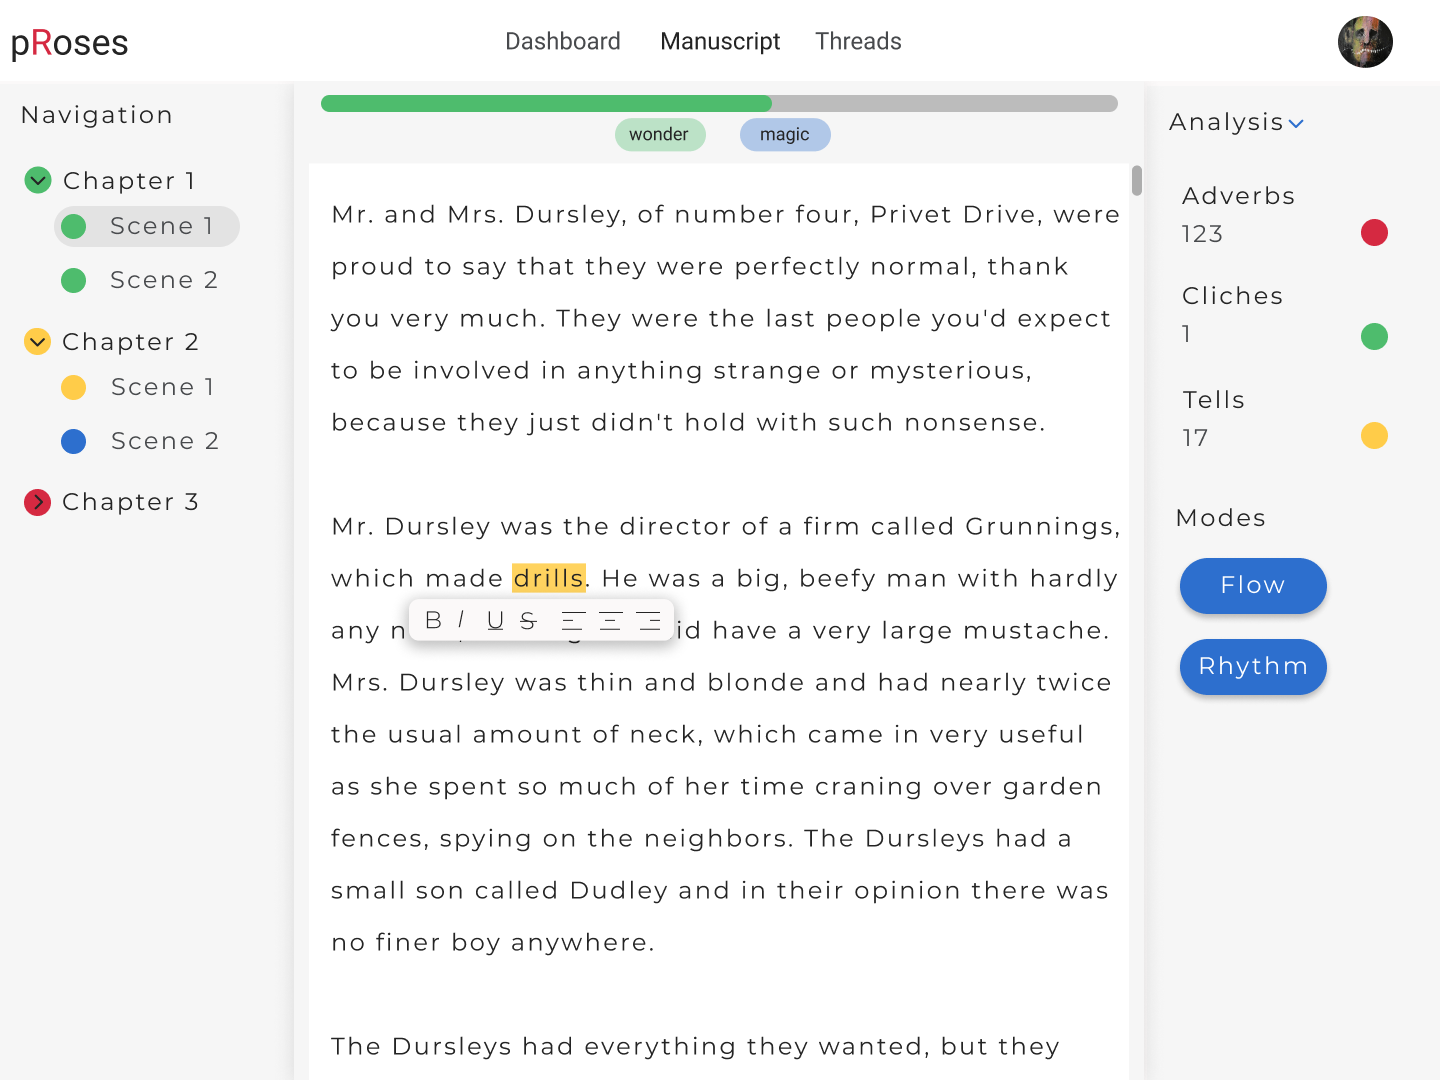 pRoses
Dashboard
Manuscript
Threads
Navigation
Chapter 1
Scene 1
Scene 2
Chapter 2
Scene 1
Scene 2
Chapter 3
wonder
magic
Mr. and Mrs. Dursley, of number four, Privet Drive, were
proud to say that they were perfectly normal, thank
you very much. They were the last people you'd expect
to be involved in anything strange or mysterious,
because they just didn't hold with such nonsense.
Mr. Dursley was the director of a firm called Grunnings,
which made drills. He was a big, beefy man with hardly
B I U S
any have a very large mustache.
Mrs. Dursley was thin and blonde and had nearly twice
the usual amount of neck, which came in very useful
as she spent so much of her time craning over garden
fences, spying on the neighbors. The Dursleys had a
small son called Dudley and in their opinion there was
no finer boy anywhere.
The Dursleys had everything they wanted, but they
Analysis
Adverbs
123
Cliches
1
Tells
17
Modes
Flow
Rhythm